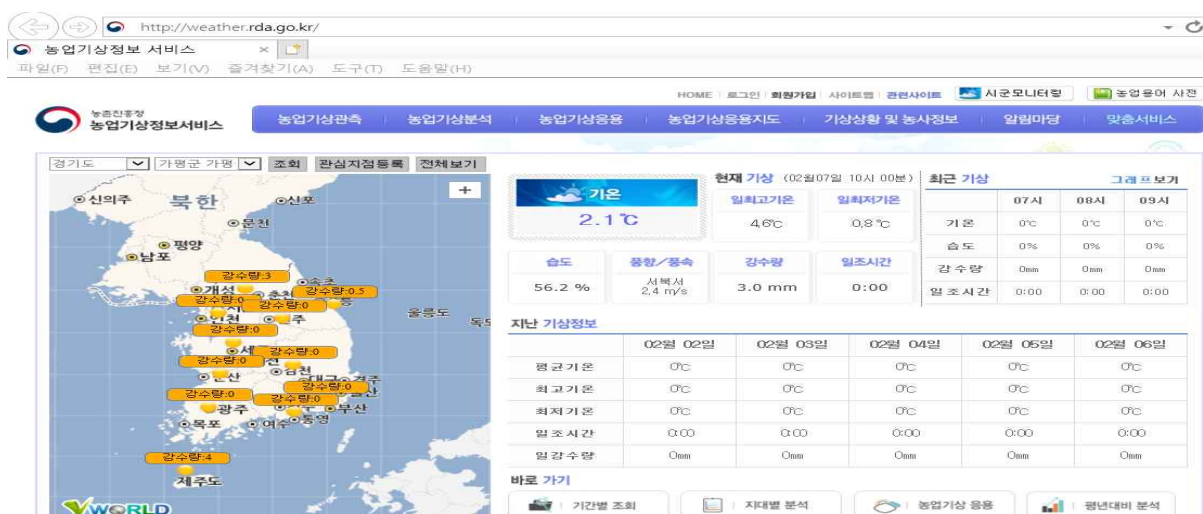 http://weather.rda.go.kr/
농업기상정보 서비스
파일(F) 편집(E) 보기(V) 즐겨찾기(A) 도구(T) 도움말(H)
HOME 로그인 회원가입 사이트맵 관련사이트 시군모니터링 농업용어 사전
농촌진흥청
농업기상정보서비스
농업기상관측 농업기상분석 농업기상응용 농업기상응용지도 기상상황 및 농사정보 알림마당 맞춤서비스
경기도 가평군 가평 조회 관심지점등록 전체보기
+
신의주 북한 신포
문천
평양
남포
강수량:3
속초
개성 강수량:0.5
강수량:0 춘천
강수량:0
울릉도
독도
인천
강수량:0
강수량:0
강수량:0
김천
강수량:0
강수량:0
강수량:0
광주 부산
목포 여수 통영
강수량:4
제주도
VWORLD
기온
2.1℃
현재 기상 (02월07일 10시 00분)
일최고기온 일최저기온
4.6℃ 0.8℃
습도 풍향/풍속 강수량 일조시간
56.2 % 서북서 2.4 m/s 3.0 mm 0:00
최근 기상 그래프보기
07시 08시 09시
기온 0℃ 0℃ 0℃
습도 0% 0% 0%
강수량 0mm 0mm 0mm
일조시간 0:00 0:00 0:00
지난 기상정보
02월 02일 02월 03일 02월 04일 02월 05일 02월 06일
평균기온 0℃ 0℃ 0℃ 0℃ 0℃
최고기온 0℃ 0℃ 0℃ 0℃ 0℃
최저기온 0℃ 0℃ 0℃ 0℃ 0℃
일조시간 0:00 0:00 0:00 0:00 0:00
일강수량 0mm 0mm 0mm 0mm 0mm
바로 가기
기간별 조회 지대별 분석 농업기상 응용 평년대비 분석